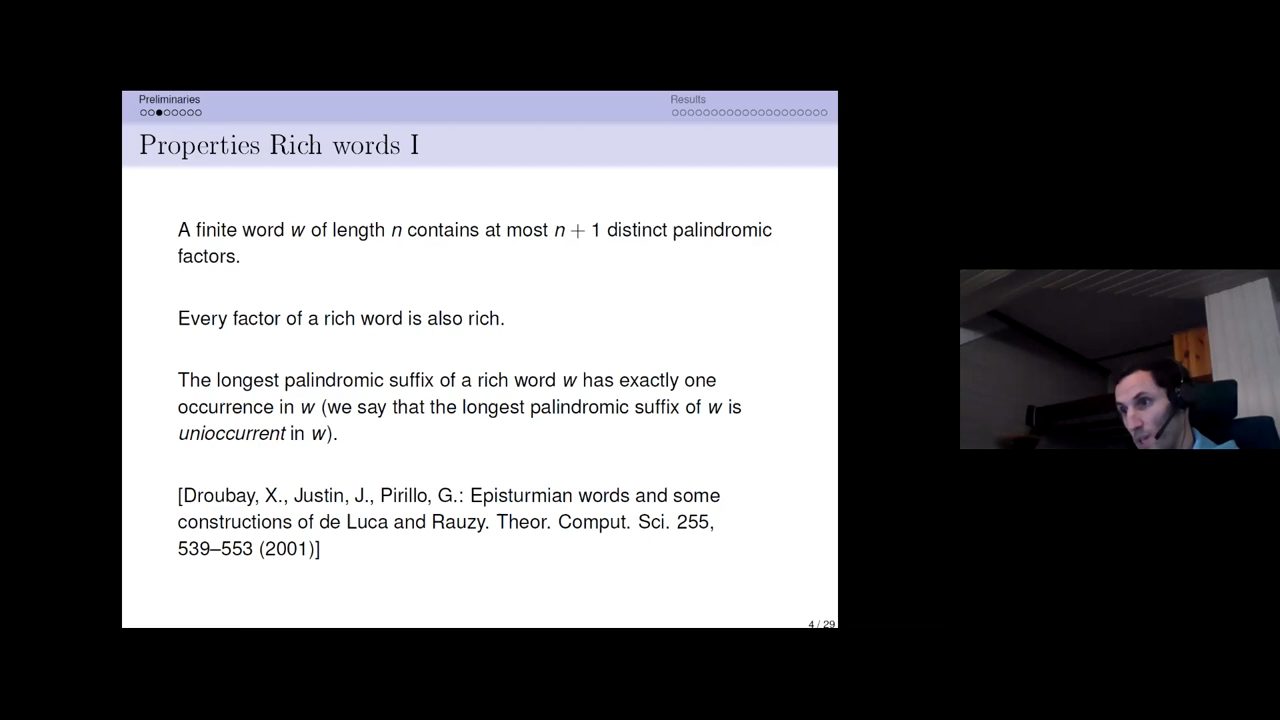 Preliminaries
Results
Properties Rich words I
A finite word w of length n contains at most n + 1 distinct palindromic
factors.
Every factor of a rich word is also rich.
The longest palindromic suffix of a rich word w has exactly one
occurrence in w (we say that the longest palindromic suffix of w is
unioccurrent in w).
[Droubay, X., Justin, J., Pirillo, G.: Episturmian words and some
constructions of de Luca and Rauzy. Theor. Comput. Sci. 255,
539–553 (2001)]
4 / 29